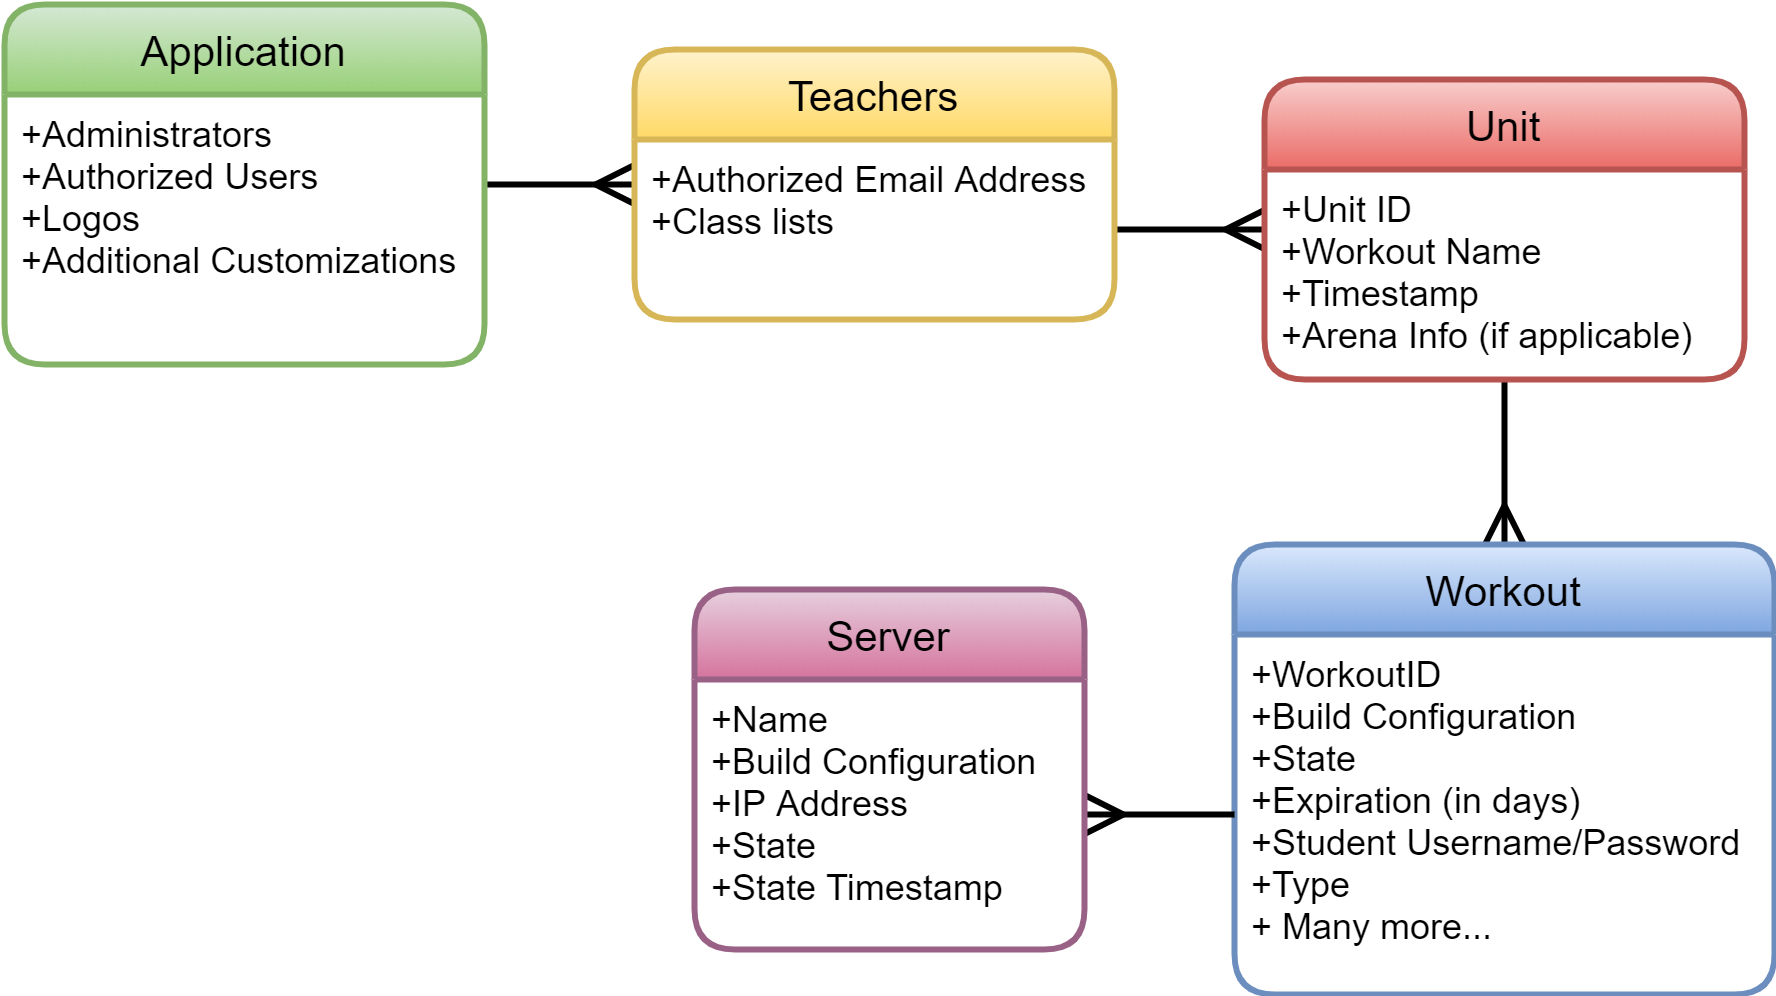 Application
+Administrators
+Authorized Users
+Logos
+Additional Customizations
Teachers
+Authorized Email Address
+Class lists
Unit
+Unit ID
+Workout Name
+Timestamp
+Arena Info (if applicable)
Server
+Name
+Build Configuration
+IP Address
+State
+State Timestamp
Workout
+WorkoutID
+Build Configuration
+State
+Expiration (in days)
+Student Username/Password
+Type
+ Many more...